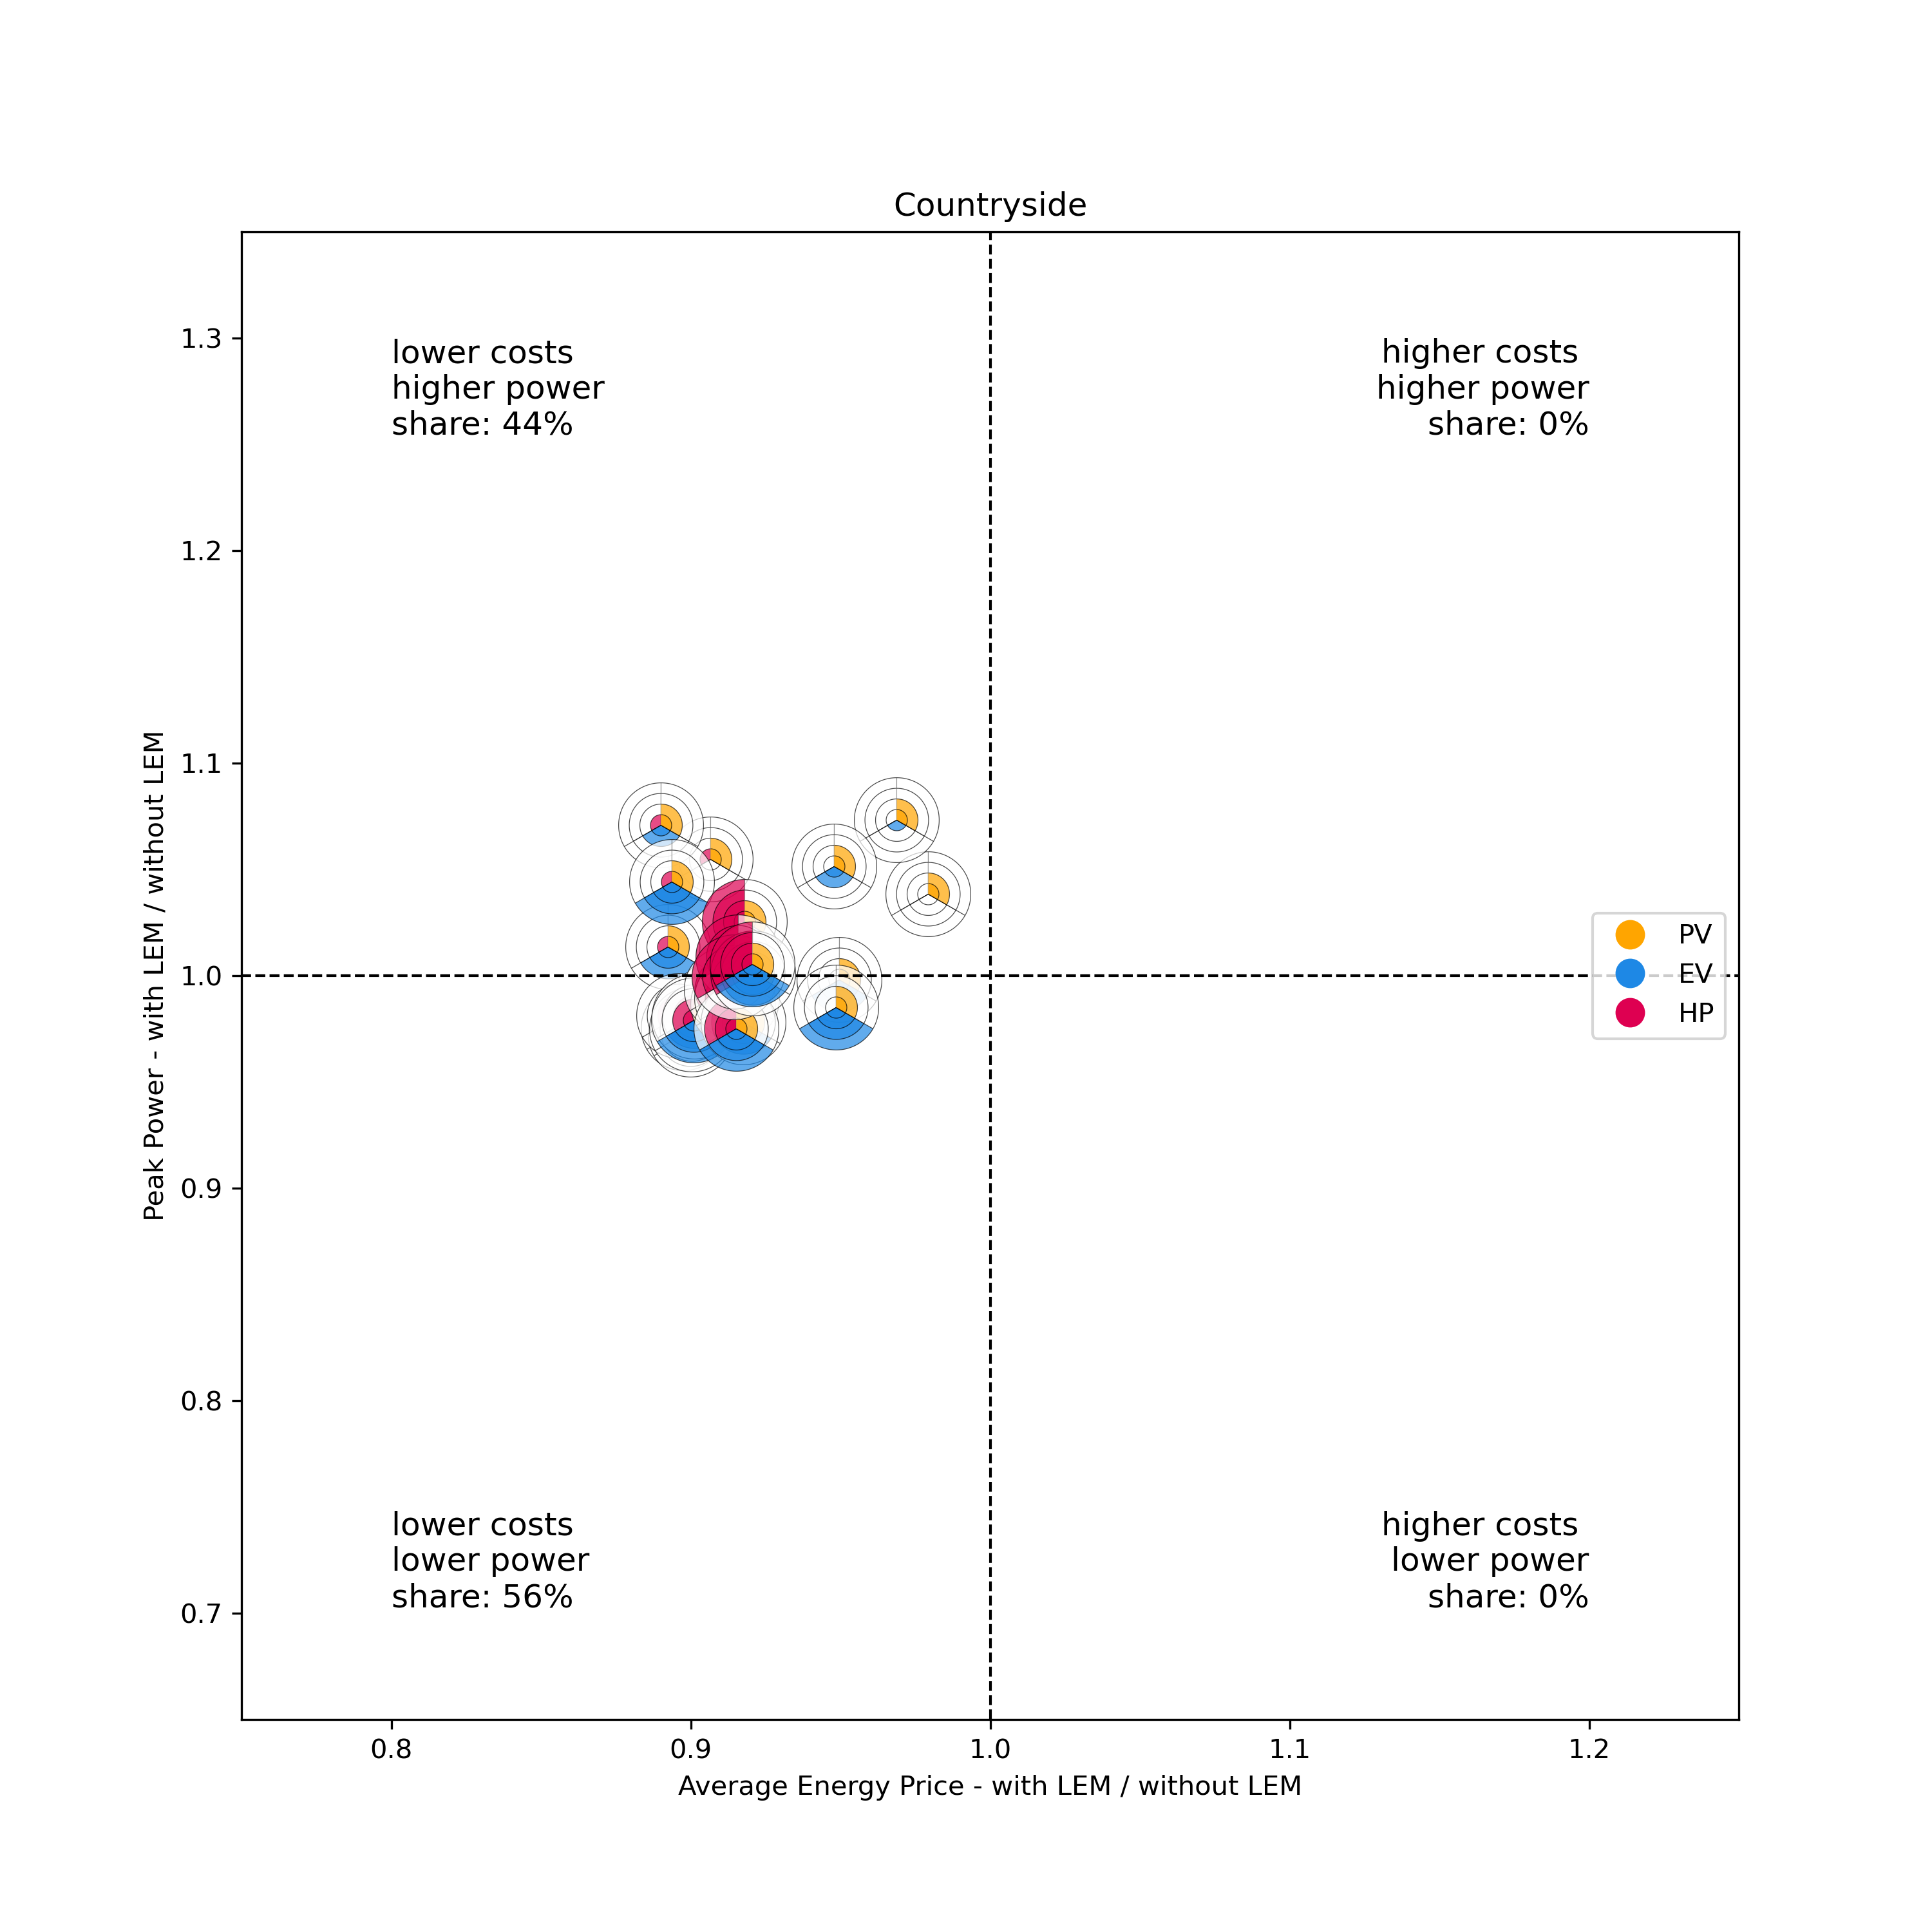 Countryside
lower costs
higher power
share: 44%
higher costs
higher power
share: 0%
lower costs
lower power
share: 56%
higher costs
lower power
share: 0%
PV
EV
HP
1.3
1.2
1.1
1.0
0.9
0.8
0.7
Peak Power - with LEM / without LEM
0.8 0.9 1.0 1.1 1.2
Average Energy Price - with LEM / without LEM